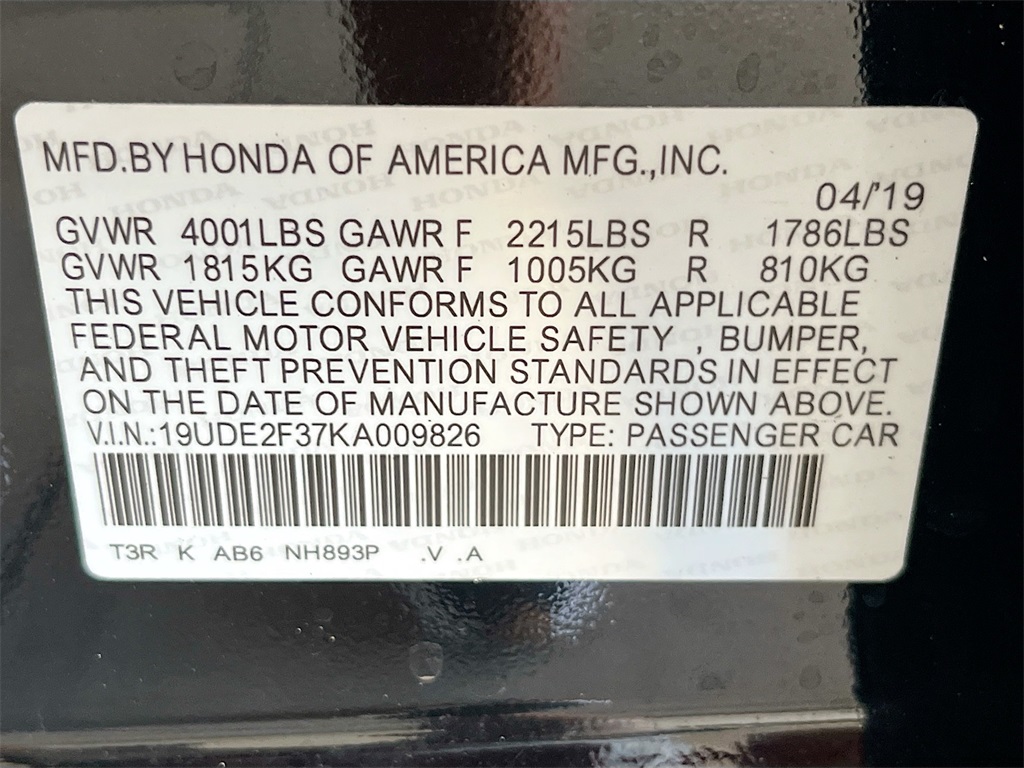 MFD.BY HONDA OF AMERICA MFG.,INC.
04/'19
GVWR 4001LBS GAWR F 2215LBS R 1786LBS
GVWR 1815KG GAWR F 1005KG R 810KG
THIS VEHICLE CONFORMS TO ALL APPLICABLE
FEDERAL MOTOR VEHICLE SAFETY , BUMPER,
AND THEFT PREVENTION STANDARDS IN EFFECT
ON THE DATE OF MANUFACTURE SHOWN ABOVE.
V.I.N.:19UDE2F37KA009826 TYPE: PASSENGER CAR
T3R K AB6 NH893P .V .A